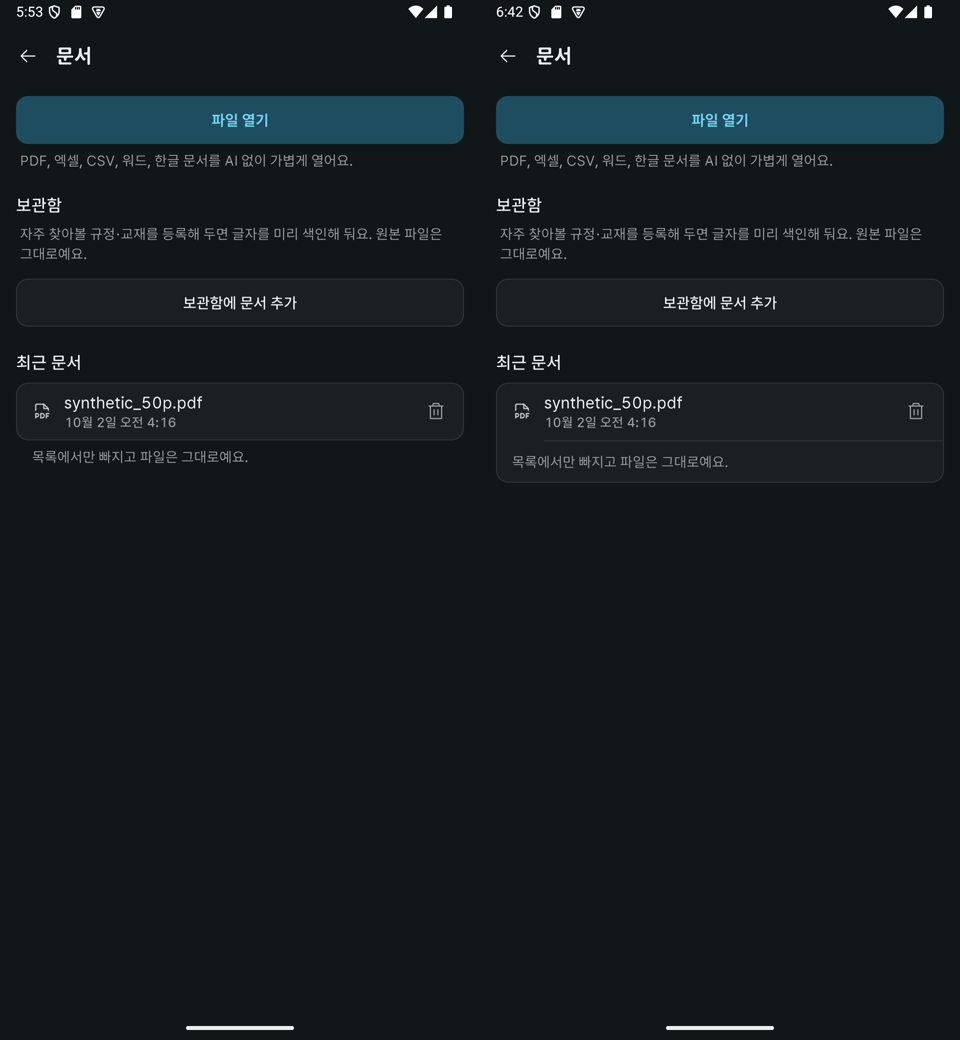 5:53
문서
파일 열기
PDF, 엑셀, CSV, 워드, 한글 문서를 AI 없이 가볍게 열어요.
보관함
자주 찾아볼 규정·교재를 등록해 두면 글자를 미리 색인해 둬요. 원본 파일은
그대로예요.
보관함에 문서 추가
최근 문서
PDF
synthetic_50p.pdf
10월 2일 오전 4:16
목록에서만 빠지고 파일은 그대로예요.
6:42
문서
파일 열기
PDF, 엑셀, CSV, 워드, 한글 문서를 AI 없이 가볍게 열어요.
보관함
자주 찾아볼 규정·교재를 등록해 두면 글자를 미리 색인해 둬요. 원본 파일은
그대로예요.
보관함에 문서 추가
최근 문서
PDF
synthetic_50p.pdf
10월 2일 오전 4:16
목록에서만 빠지고 파일은 그대로예요.